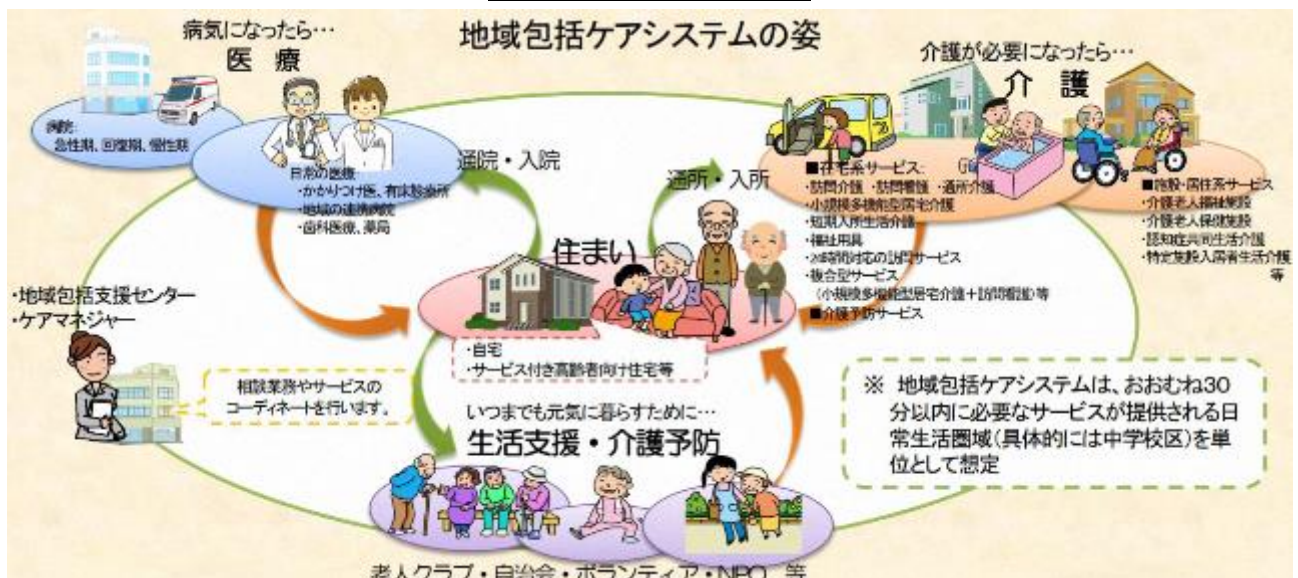 地域包括ケアシステムの姿
病気になったら…
医 療
病院:
急性期、回復期、慢性期
日常の医療:
・かかりつけ医、有床診療所
・地域の連携病院
・歯科医療、薬局
通院・入院
介護が必要になったら…
介 護
通所・入所
■在宅系サービス:
・訪問介護 ・訪問看護 ・通所介護
・小規模多機能型居宅介護
・短期入所生活介護
・福祉用具
・24時間対応の訪問サービス
・複合型サービス
(小規模多機能型居宅介護+訪問看護)等
■介護予防サービス
■施設・居住系サービス
・介護老人福祉施設
・介護老人保健施設
・認知症共同生活介護
・特定施設入居者生活介護
等
住まい
・自宅
・サービス付き高齢者向け住宅等
・地域包括支援センター
・ケアマネジャー
相談業務やサービスの
コーディネートを行います。
いつまでも元気に暮らすために…
生活支援・介護予防
老人クラブ・自治会・ボランティア・NPO 等
※ 地域包括ケアシステムは、おおむね30
分以内に必要なサービスが提供される日
常生活圏域(具体的には中学校区)を単
位として想定